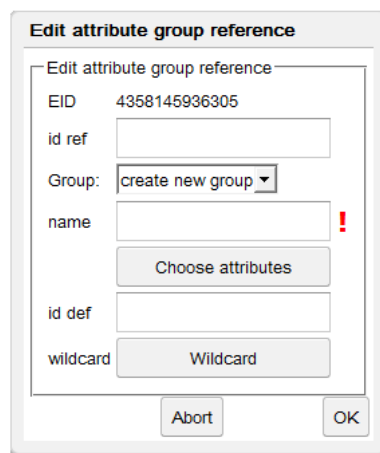 Edit attribute group reference
Edit attribute group reference
EID 4358145936305
id ref
Group: create new group
name !
Choose attributes
id def
wildcard Wildcard
Abort OK